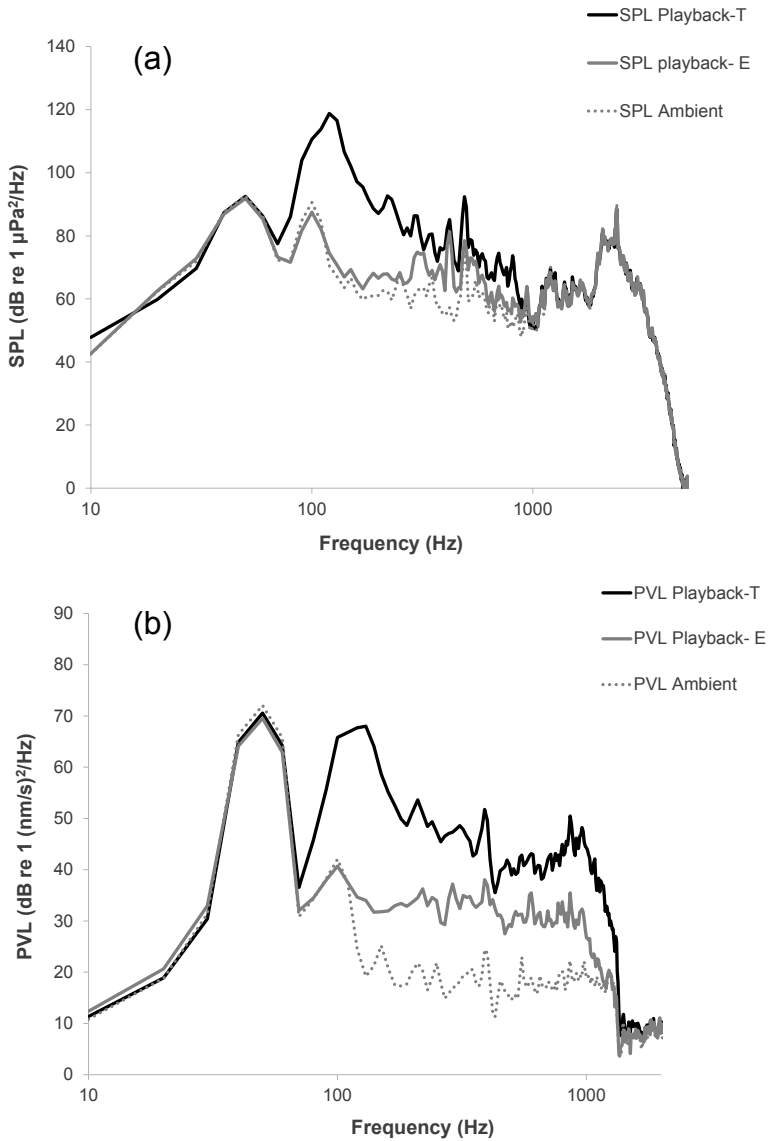 (a)
SPL Playback-T
SPL playback- E
SPL Ambient
140
120
100
80
60
40
20
0
SPL (dB re 1 µPa²/Hz)
10
100
1000
Frequency (Hz)
(b)
PVL Playback-T
PVL Playback- E
PVL Ambient
90
80
70
60
50
40
30
20
10
0
PVL (dB re 1 (nm/s)²/Hz)
10
100
1000
Frequency (Hz)